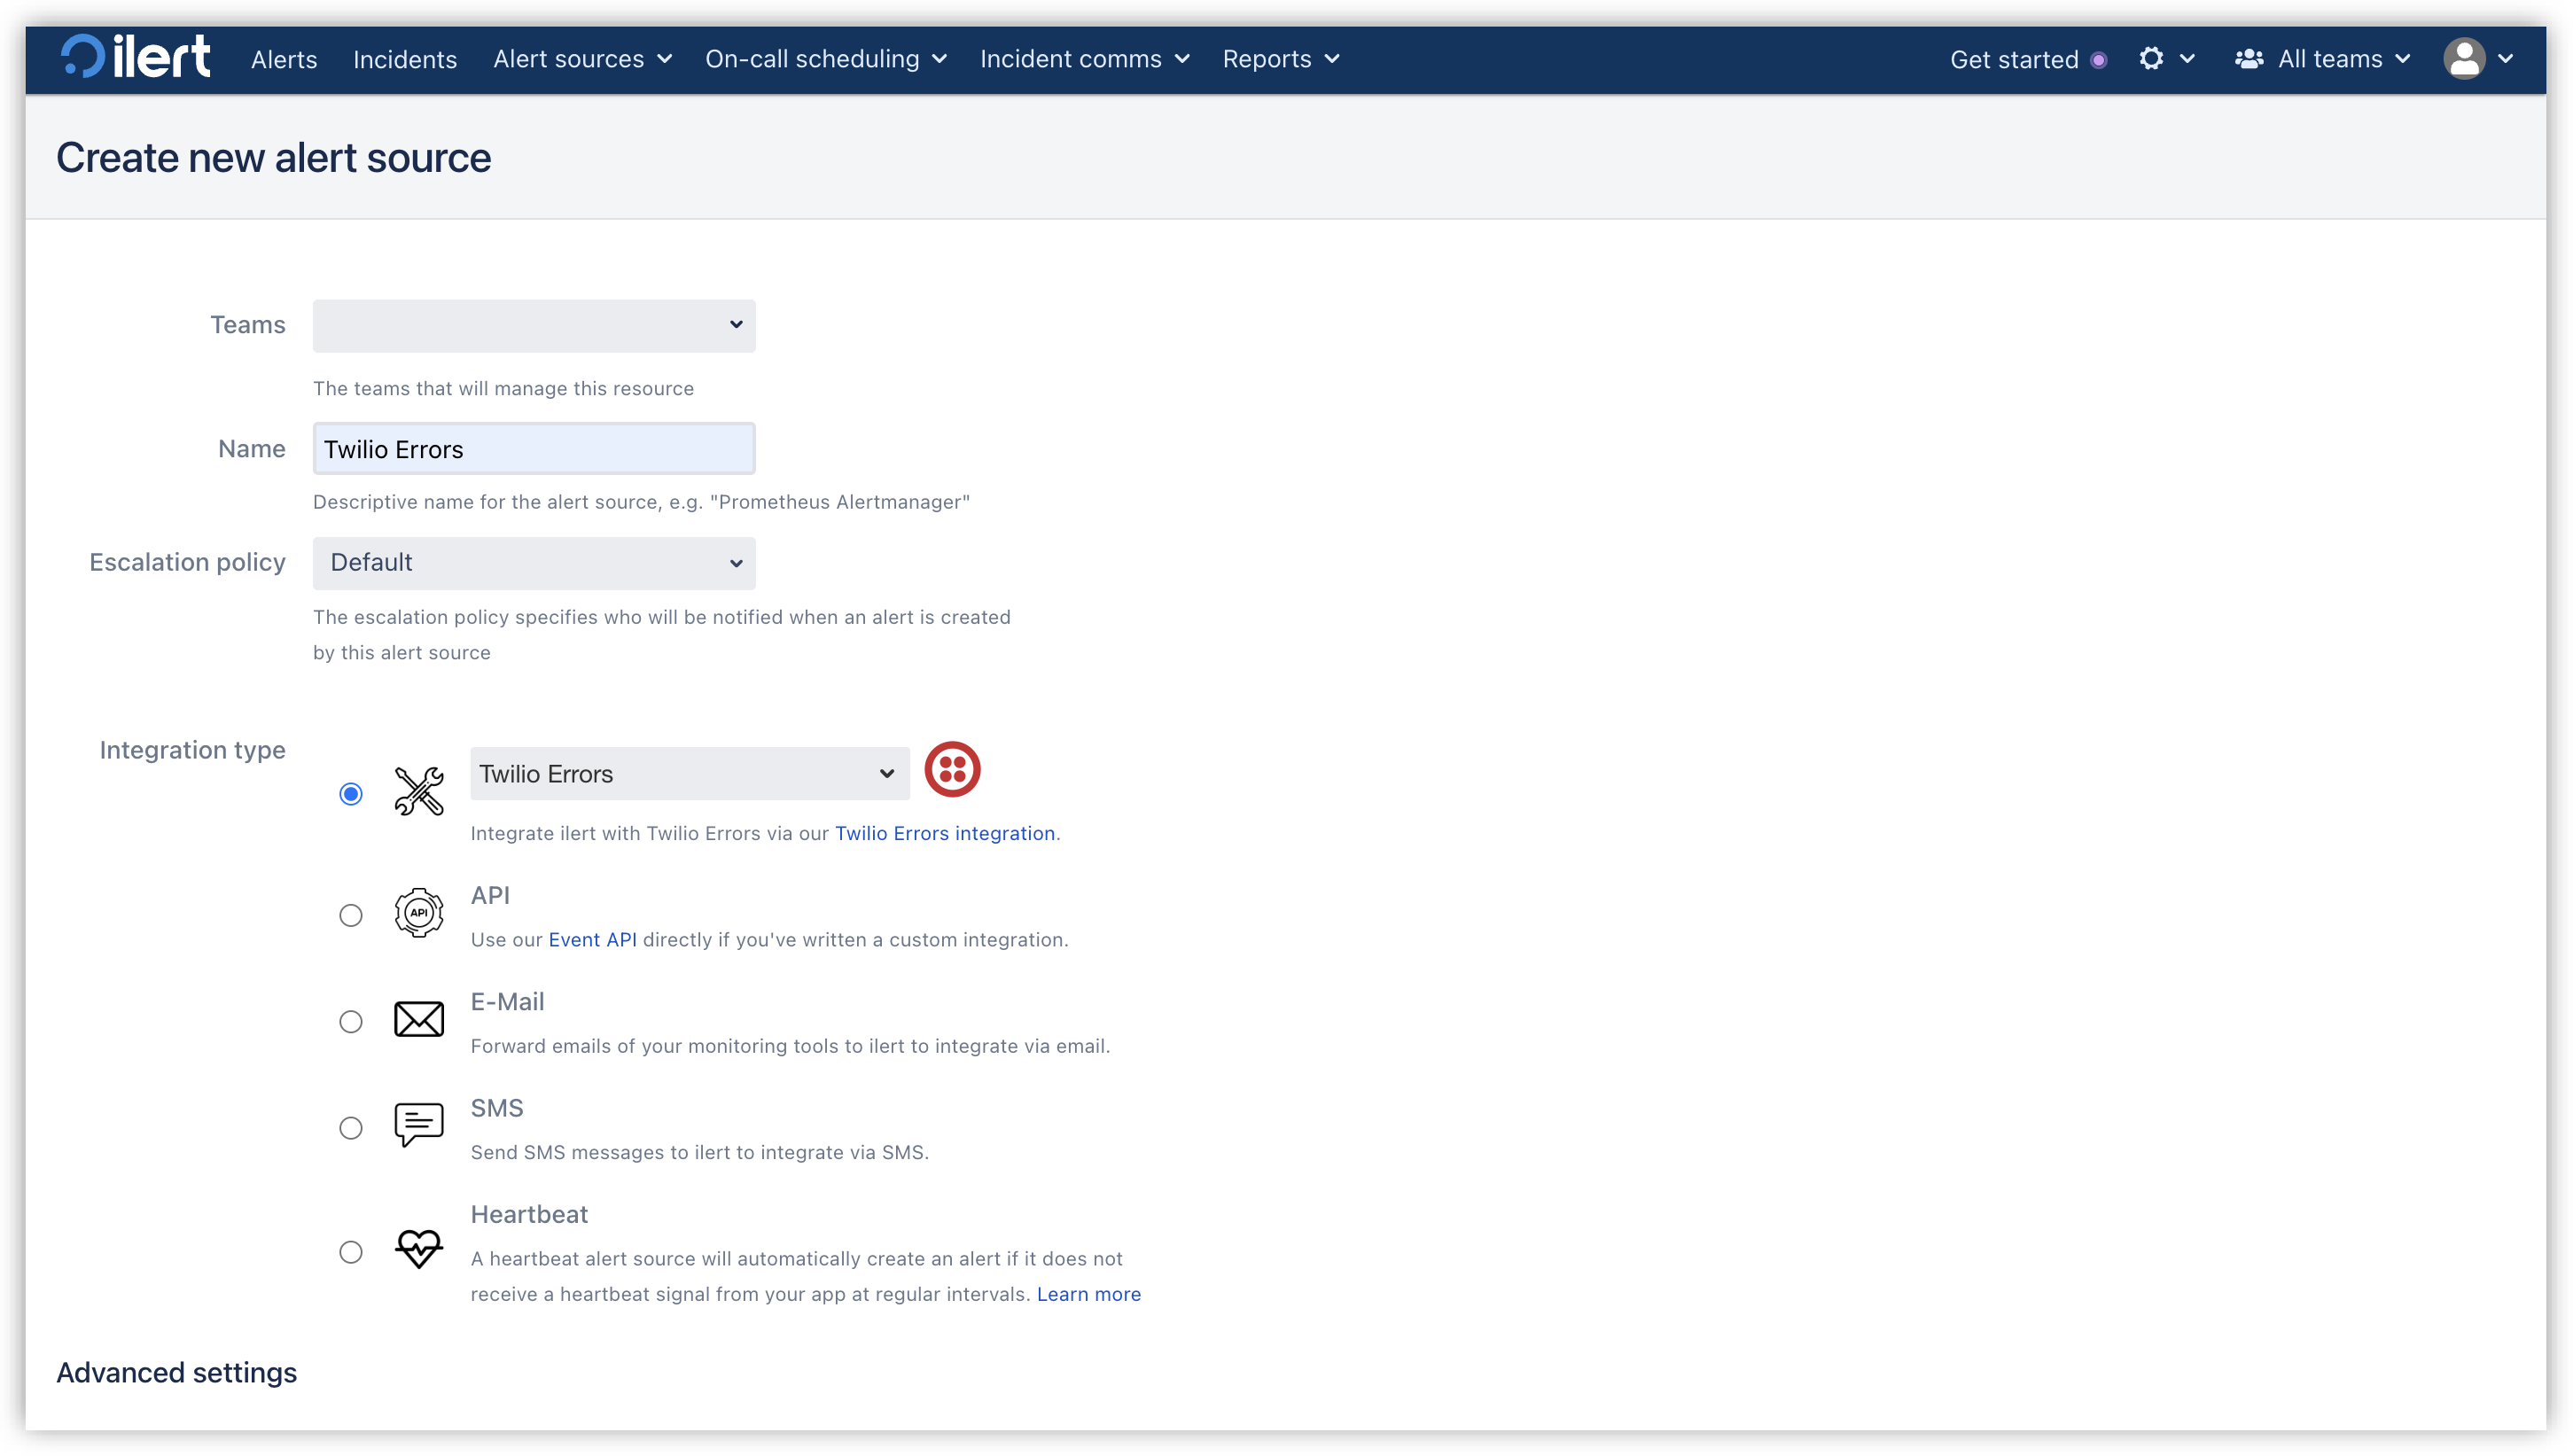 ilert Alerts Incidents Alert sources On-call scheduling Incident comms Reports Get started All teams
Create new alert source
Teams
The teams that will manage this resource
Name Twilio Errors
Descriptive name for the alert source, e.g. "Prometheus Alertmanager"
Escalation policy Default
The escalation policy specifies who will be notified when an alert is created
by this alert source
Integration type
Twilio Errors
Integrate ilert with Twilio Errors via our Twilio Errors integration.
API
API
Use our Event API directly if you've written a custom integration.
E-Mail
Forward emails of your monitoring tools to ilert to integrate via email.
SMS
Send SMS messages to ilert to integrate via SMS.
Heartbeat
A heartbeat alert source will automatically create an alert if it does not
receive a heartbeat signal from your app at regular intervals. Learn more
Advanced settings